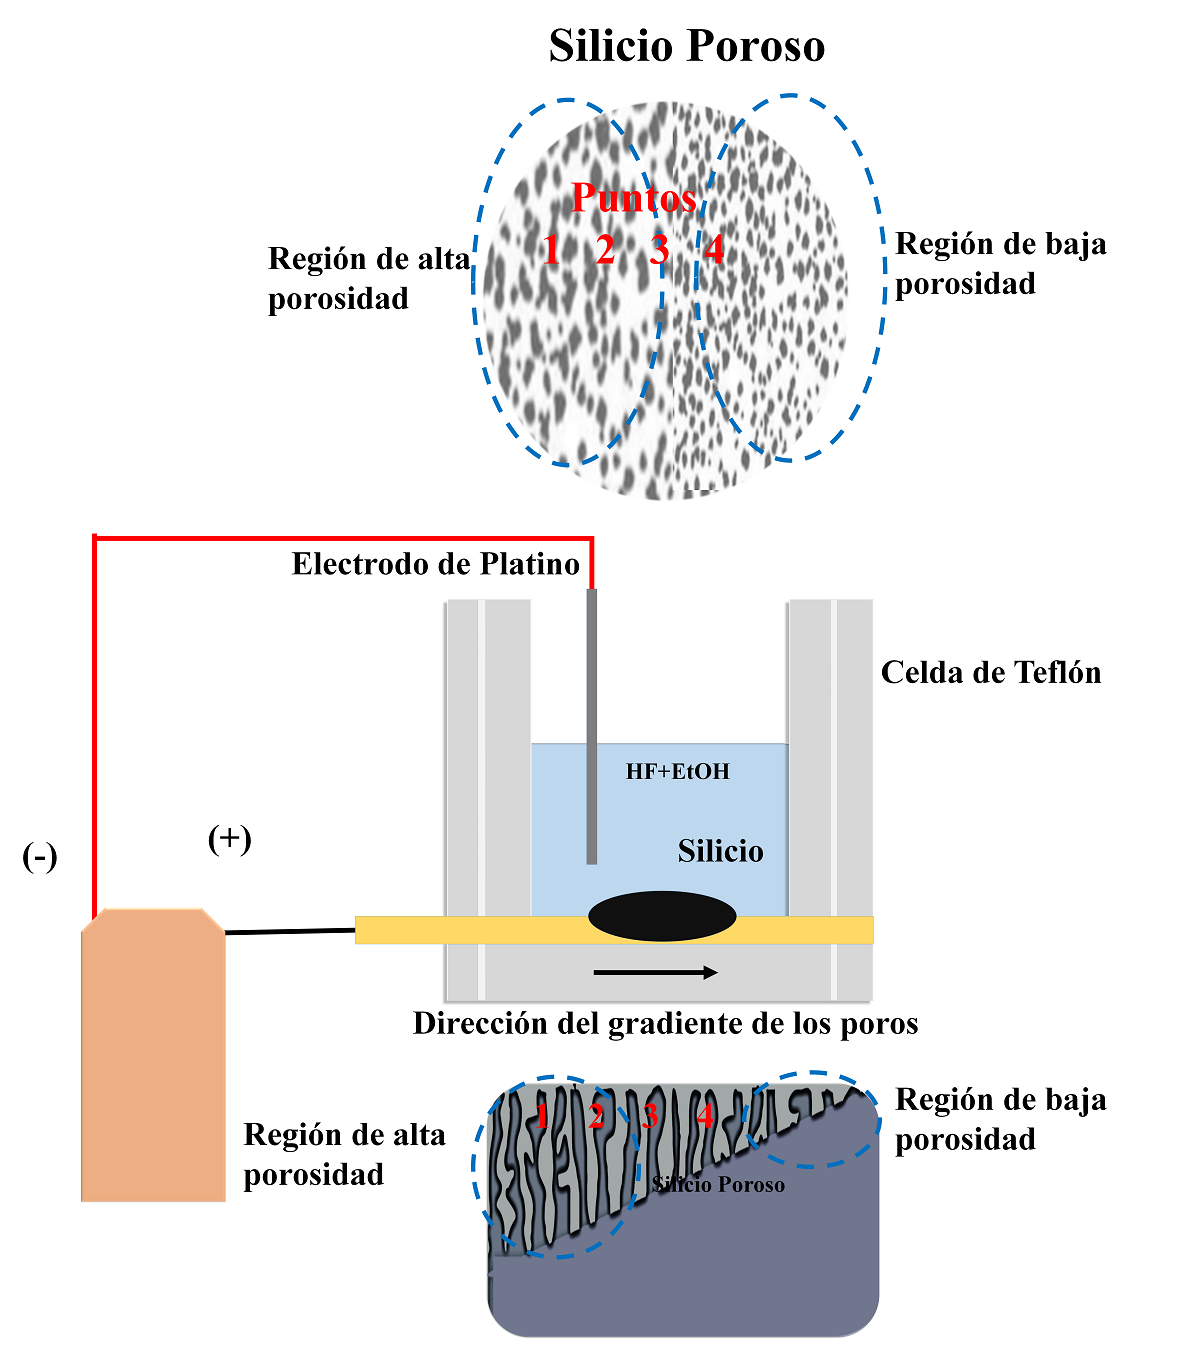 Silicio Poroso
Puntos
1 2 3 4
Región de alta
porosidad
Región de baja
porosidad
Electrodo de Platino
Celda de Teflón
HF+EtOH
Silicio
(-)
(+)
Dirección del gradiente de los poros
1 2 3 4
Región de alta
porosidad
Región de baja
porosidad
Silicio Poroso